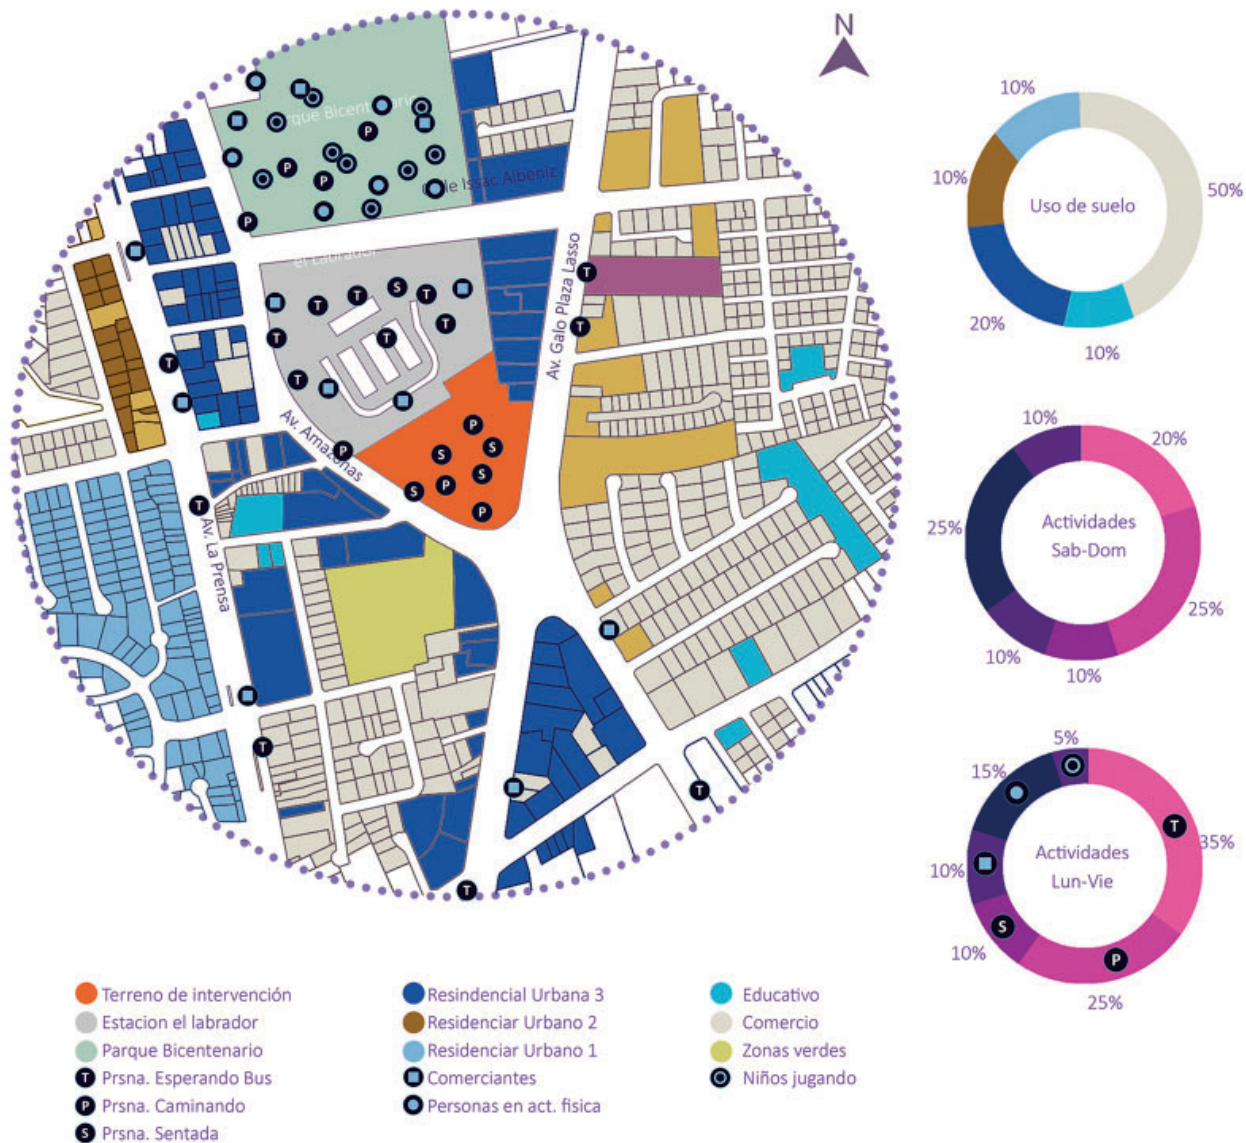 N
Parque Bicentenario
Calle Issac Albeniz
el Labrador
Av. Galo Plaza Lasso
Av. Amazonas
Av. La Prensa
P
P
P
P
T
T
T
S
T
T
T
T
T
T
T
T
P
P
S
S
S
P
S
P
T
T
T
T
10%
10%
50%
Uso de suelo
20%
10%
10%
20%
25%
Actividades
Sab-Dom
25%
10%
10%
5%
15%
T
35%
Actividades
Lun-Vie
10%
S
P
10%
25%
Terreno de intervención
Estacion el labrador
Parque Bicentenario
T Prsna. Esperando Bus
P Prsna. Caminando
S Prsna. Sentada
Resindencial Urbana 3
Residenciar Urbano 2
Residenciar Urbano 1
Comerciantes
Personas en act. fisica
Educativo
Comercio
Zonas verdes
Niños jugando